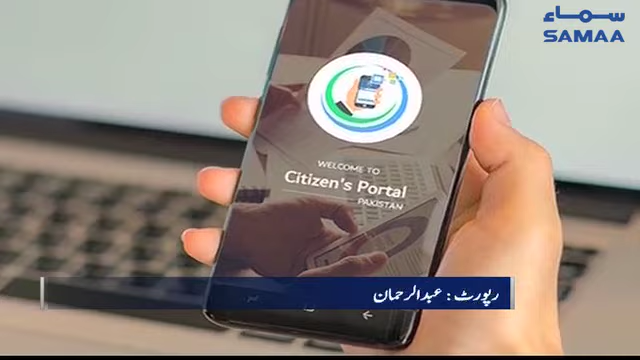 سماء
SAMAA
WELCOME TO
Citizen's Portal
PAKISTAN
رپورٹ : عبدالرحمان